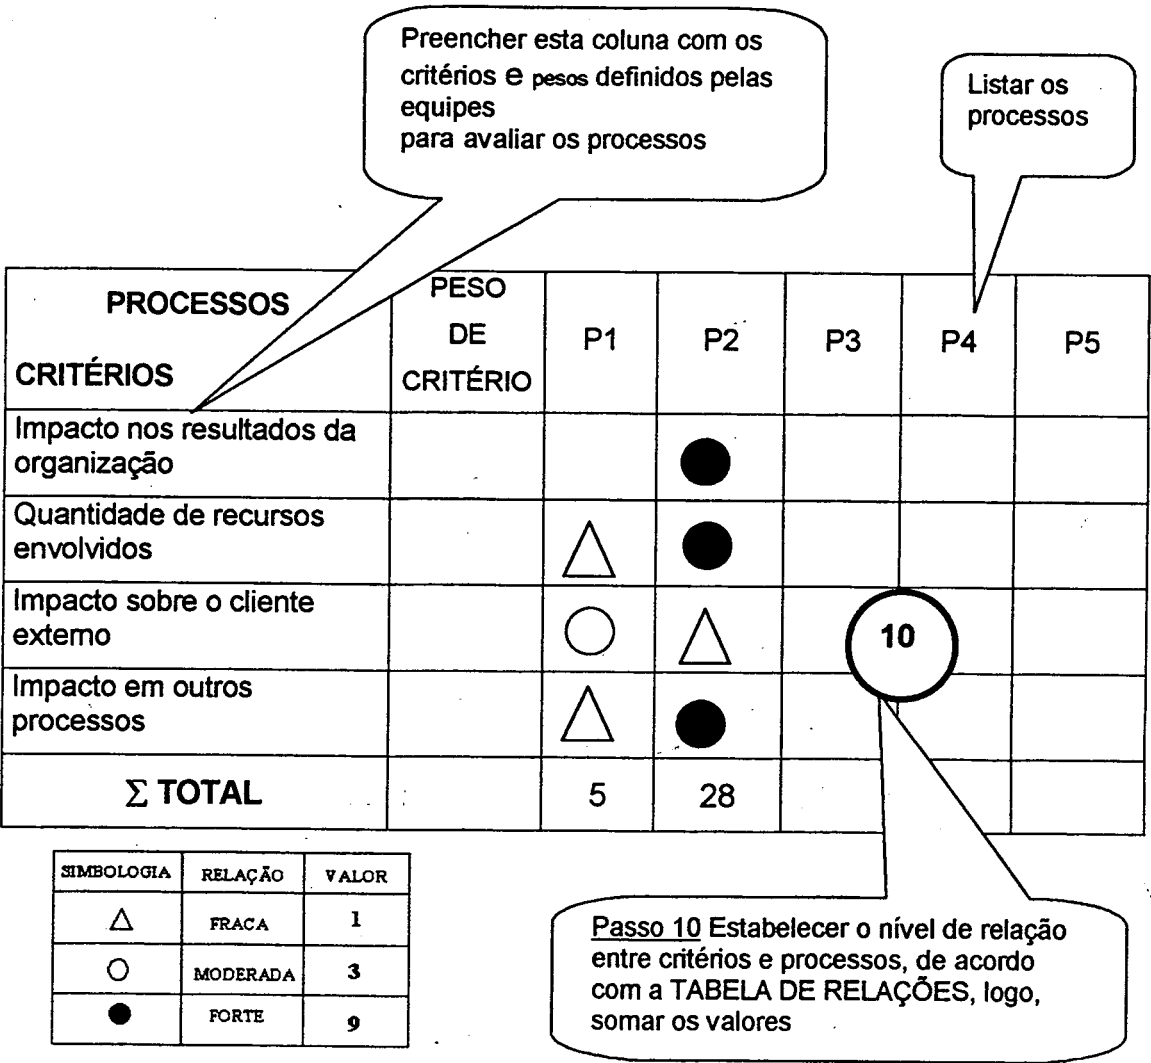 Preencher esta coluna com os
critérios e pesos definidos pelas
equipes
para avaliar os processos
Listar os
processos
PROCESSOS
CRITÉRIOS
PESO
DE
CRITÉRIO
P1
P2
P3
P4
P5
Impacto nos resultados da
organização
Quantidade de recursos
envolvidos
Impacto sobre o cliente
externo
10
Impacto em outros
processos
Σ TOTAL
5
28
SIMBOLOGIA
RELAÇÃO
VALOR
FRACA
1
MODERADA
3
FORTE
9
Passo 10 Estabelecer o nível de relação
entre critérios e processos, de acordo
com a TABELA DE RELAÇÕES, logo,
somar os valores